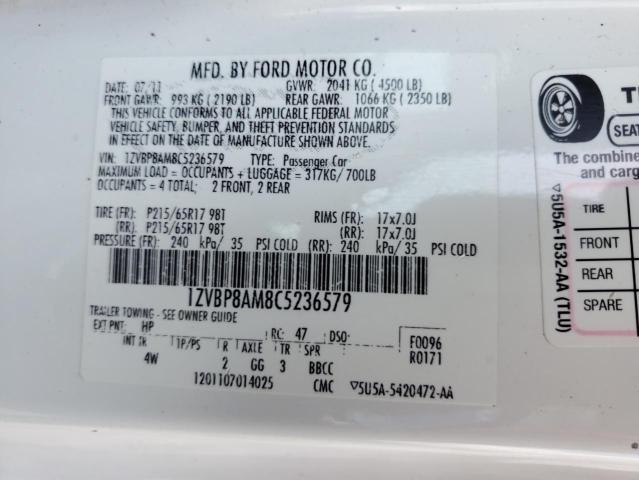 MFD. BY FORD MOTOR CO.
DATE: 07/11 GVWR: 2041 KG (4500 LB)
FRONT GAWR: 993 KG (2190 LB) REAR GAWR: 1066 KG (2350 LB)
THIS VEHICLE CONFORMS TO ALL APPLICABLE FEDERAL MOTOR
VEHICLE SAFETY, BUMPER, AND THEFT PREVENTION STANDARDS
IN EFFECT ON THE DATE OF MANUFACTURE SHOWN ABOVE.
VIN: 1ZVBP8AM8C5236579 TYPE: Passenger Car
MAXIMUM LOAD = OCCUPANTS + LUGGAGE = 317KG/700LB
OCCUPANTS = 4 TOTAL: 2 FRONT, 2 REAR
TIRE (FR): P215/65R17 98T RIMS (FR): 17x7.0J
(RR): P215/65R17 98T (RR): 17x7.0J
PRESSURE (FR): 240 kPa/ 35 PSI COLD (RR): 240 kPa/ 35 PSI COLD
1ZVBP8AM8C5236579
TRAILER TOWING - SEE OWNER GUIDE
EXT PNT: HP RC: 47 DSO: F0096
INT TR TP/PS R AXLE TR SPR R0171
4W 2 GG 3 BBCC
1201107014025 CMC ▽5U5A-5420472-AA
▽5U5A-1532-AA (TLU)
SEAT
The combine
and carg
TIRE
FRONT
REAR
SPARE